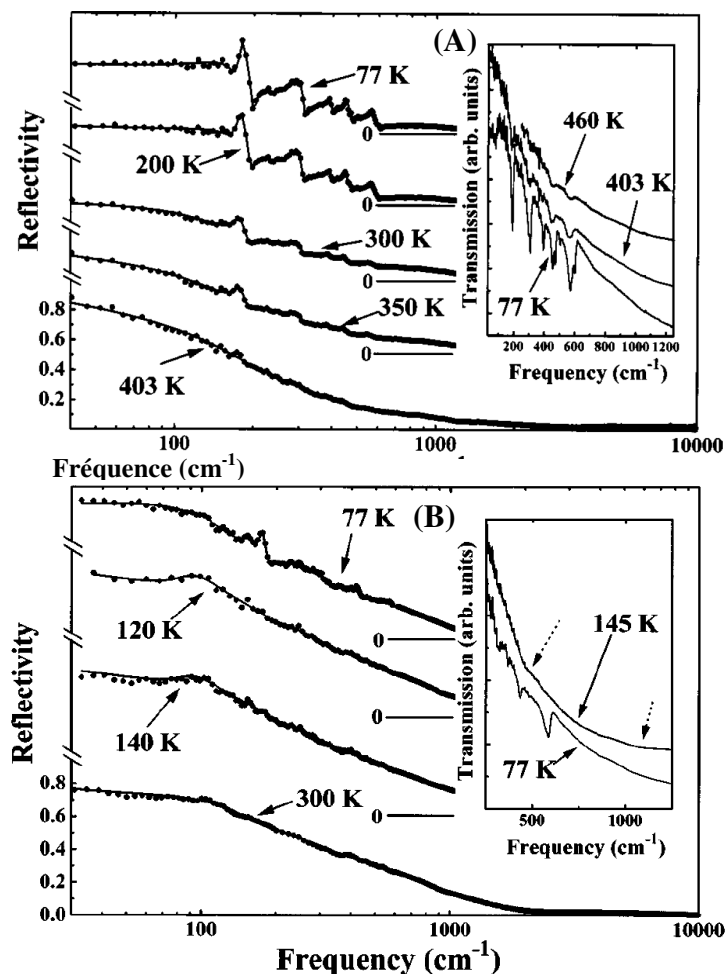 (A)
Reflectivity
77 K
0
200 K
0
300 K
0
350 K
0
403 K
0.8
0.6
0.4
0.2
100
1000
10000
Fréquence (cm-1)
Transmission (arb. units)
460 K
403 K
77 K
200 400 600 800 1000 1200
Frequency (cm-1)
(B)
Reflectivity
77 K
0
120 K
0
140 K
0
300 K
0.8
0.6
0.4
0.2
0.0
100
1000
10000
Frequency (cm-1)
Transmission (arb. units)
145 K
77 K
500
1000
Frequency (cm-1)